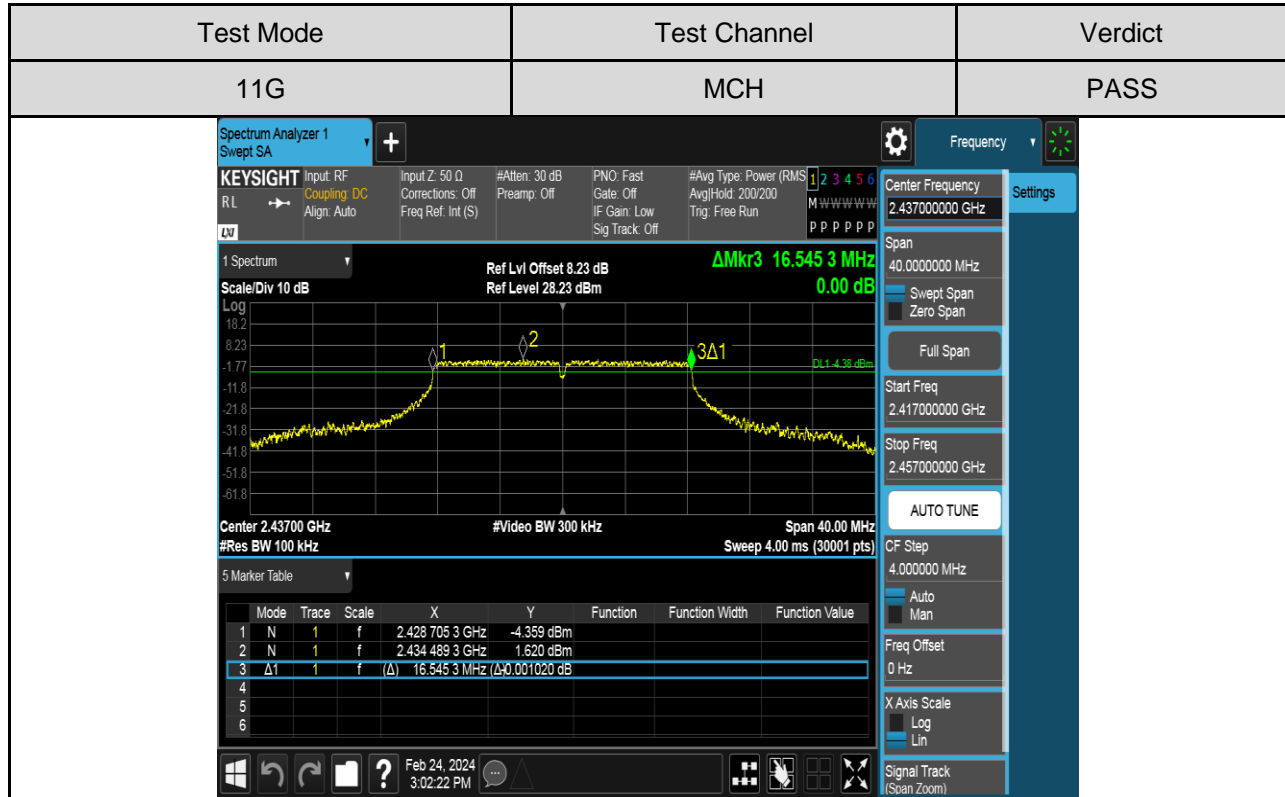 Test Mode Test Channel Verdict
11G MCH PASS
Spectrum Analyzer 1
Swept SA
+
Frequency
KEYSIGHT Input: RF Input Z: 50 Ω #Atten: 30 dB PNO: Fast #Avg Type: Power (RMS 1 2 3 4 5 6
RL Coupling: DC Corrections: Off Preamp: Off Gate: Off Avg|Hold: 200/200 M W W W W W
Align: Auto Freq Ref: Int (S) IF Gain: Low Trig: Free Run
LXI Sig Track: Off P P P P P P
Center Frequency
2.437000000 GHz
Settings
1 Spectrum
Ref Lvl Offset 8.23 dB ΔMkr3 16.545 3 MHz
Scale/Div 10 dB Ref Level 28.23 dBm 0.00 dB
Log
18.2
8.23
-1.77
-11.8
-21.8
-31.8
-41.8
-51.8
-61.8
1
2
3Δ1
DL1 -4.38 dBm
Center 2.43700 GHz #Video BW 300 kHz Span 40.00 MHz
#Res BW 100 kHz Sweep 4.00 ms (30001 pts)
Span
40.0000000 MHz
Swept Span
Zero Span
Full Span
Start Freq
2.417000000 GHz
Stop Freq
2.457000000 GHz
AUTO TUNE
CF Step
4.000000 MHz
Auto
Man
Freq Offset
0 Hz
X Axis Scale
Log
Lin
Signal Track
(Span Zoom)
5 Marker Table
Mode Trace Scale X Y Function Function Width Function Value
1 N 1 f 2.428 705 3 GHz -4.359 dBm
2 N 1 f 2.434 489 3 GHz 1.620 dBm
3 Δ1 1 f (Δ) 16.545 3 MHz (Δ) 0.001020 dB
4
5
6
?
Feb 24, 2024
3:02:22 PM